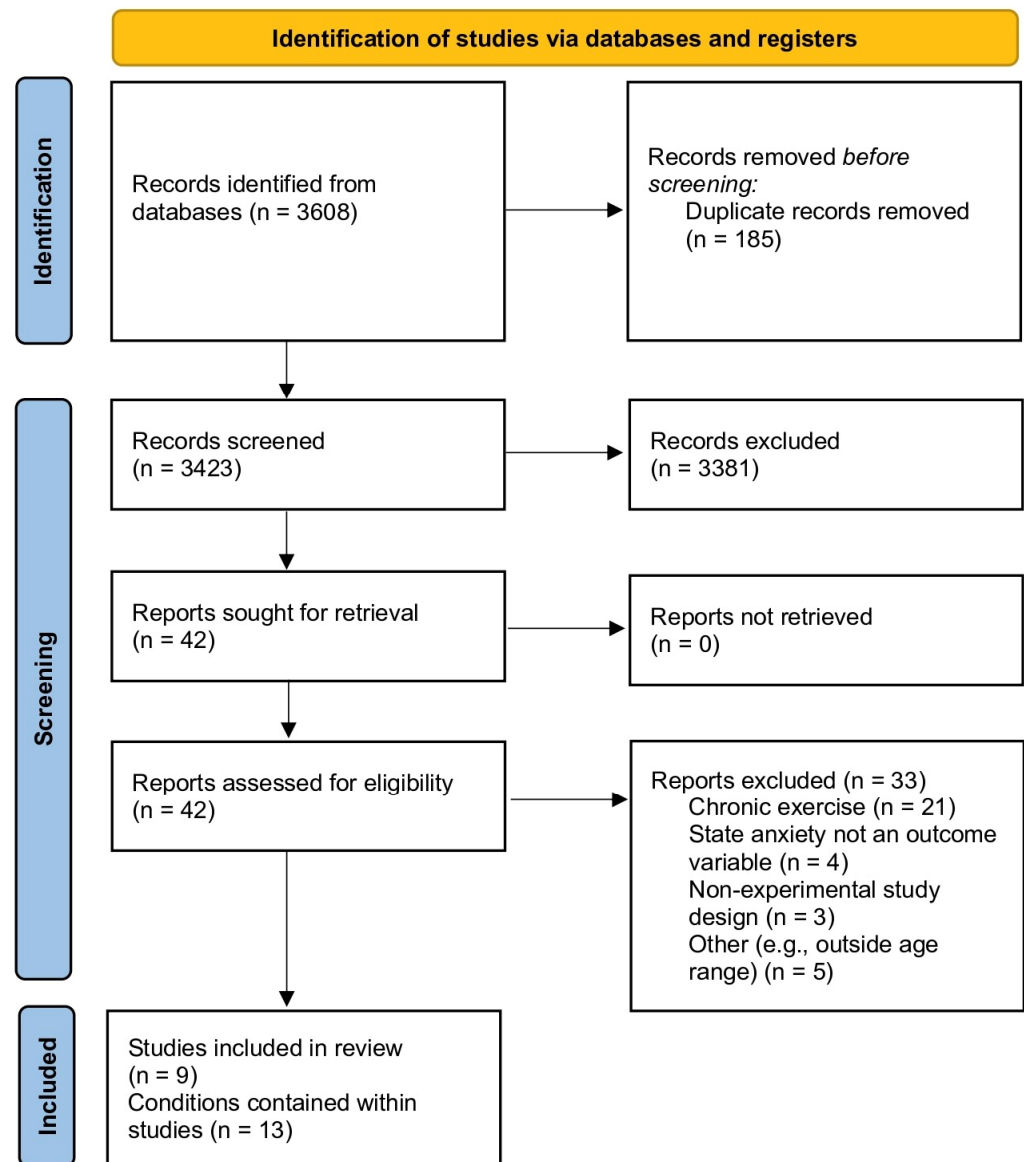 Identification of studies via databases and registers
Identification
Records identified from
databases (n = 3608)
Records removed before
screening:
Duplicate records removed
(n = 185)
Screening
Records screened
(n = 3423)
Records excluded
(n = 3381)
Reports sought for retrieval
(n = 42)
Reports not retrieved
(n = 0)
Reports assessed for eligibility
(n = 42)
Reports excluded (n = 33)
Chronic exercise (n = 21)
State anxiety not an outcome
variable (n = 4)
Non-experimental study
design (n = 3)
Other (e.g., outside age
range) (n = 5)
Included
Studies included in review
(n = 9)
Conditions contained within
studies (n = 13)